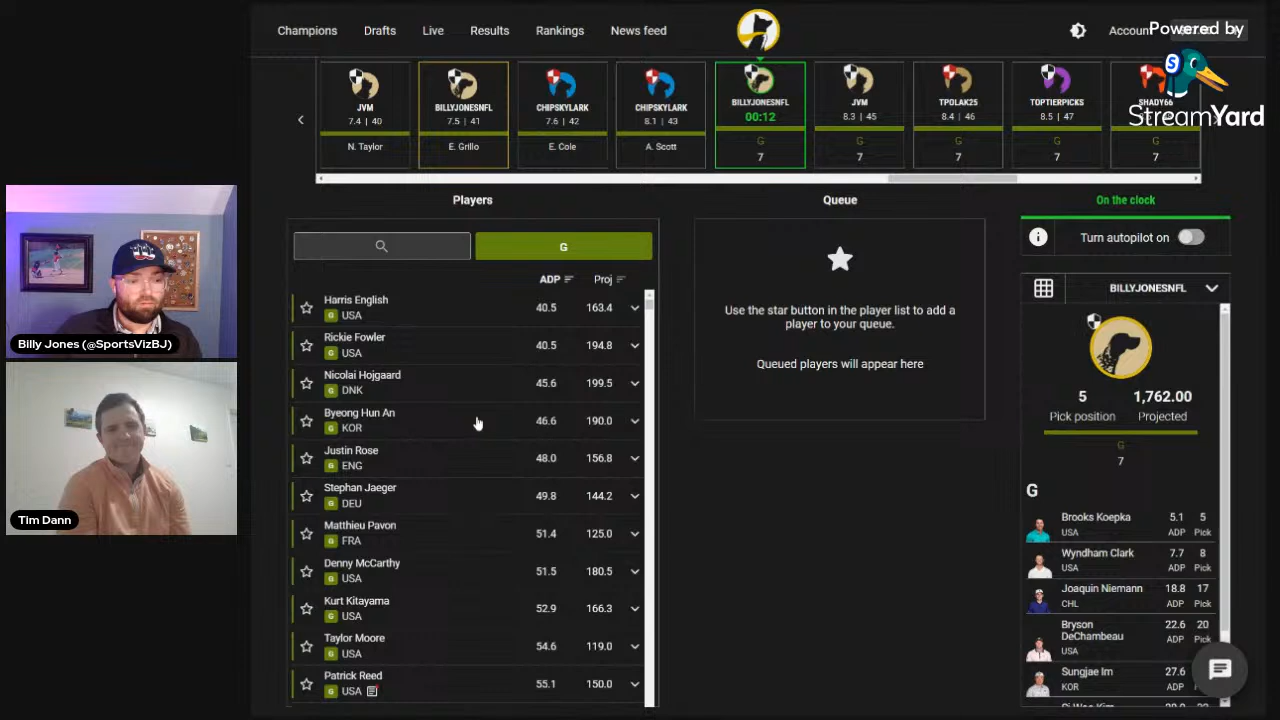 Champions Drafts Live Results Rankings News feed
Powered by
StreamYard
JVM 7.4 | 40 N. Taylor
BILLYJONESNFL 7.5 | 41 E. Grillo
CHIPSKYLARK 7.6 | 42 E. Cole
CHIPSKYLARK 8.1 | 43 A. Scott
BILLYJONESNFL 00:12 G 7
JVM 8.3 | 45 G 7
TPOLAK25 8.4 | 46 G 7
TOPTIERPICKS 8.5 | 47 G 7
SHADY66 G 7
Players
G
ADP Proj
Harris English G USA 40.5 163.4
Rickie Fowler G USA 40.5 194.8
Nicolai Hojgaard G DNK 45.6 199.5
Byeong Hun An G KOR 46.6 190.0
Justin Rose G ENG 48.0 156.8
Stephan Jaeger G DEU 49.8 144.2
Matthieu Pavon G FRA 51.4 125.0
Denny McCarthy G USA 51.5 180.5
Kurt Kitayama G USA 52.9 166.3
Taylor Moore G USA 54.6 119.0
Patrick Reed G USA 55.1 150.0
Queue
Use the star button in the player list to add a
player to your queue.
Queued players will appear here
On the clock
Turn autopilot on
BILLYJONESNFL
5 1,762.00
Pick position Projected
G
7
G
Brooks Koepka USA 5.1 ADP 5 Pick
Wyndham Clark USA 7.7 ADP 8 Pick
Joaquin Niemann CHL 18.8 ADP 17 Pick
Bryson DeChambeau USA 22.6 ADP 20 Pick
Sungjae Im KOR 27.6 ADP
Billy Jones (@SportsVizBJ)
Tim Dann